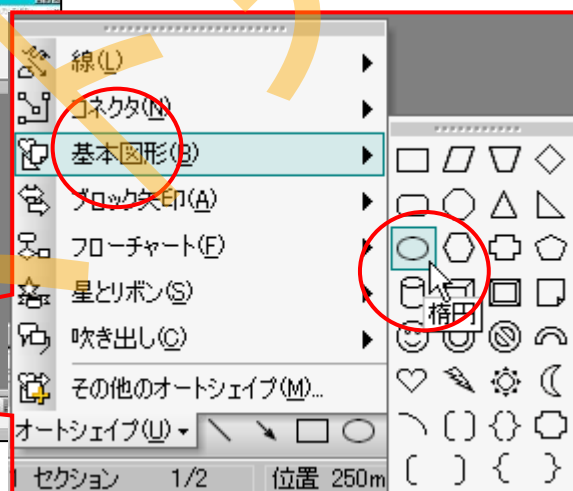 線(L)
コネクタ(N)
基本図形(B)
ブロック矢印(A)
フローチャート(F)
星とリボン(S)
吹き出し(C)
その他のオートシェイプ(M)...
オートシェイプ(U)
楕円
セクション 1/2 位置 250m